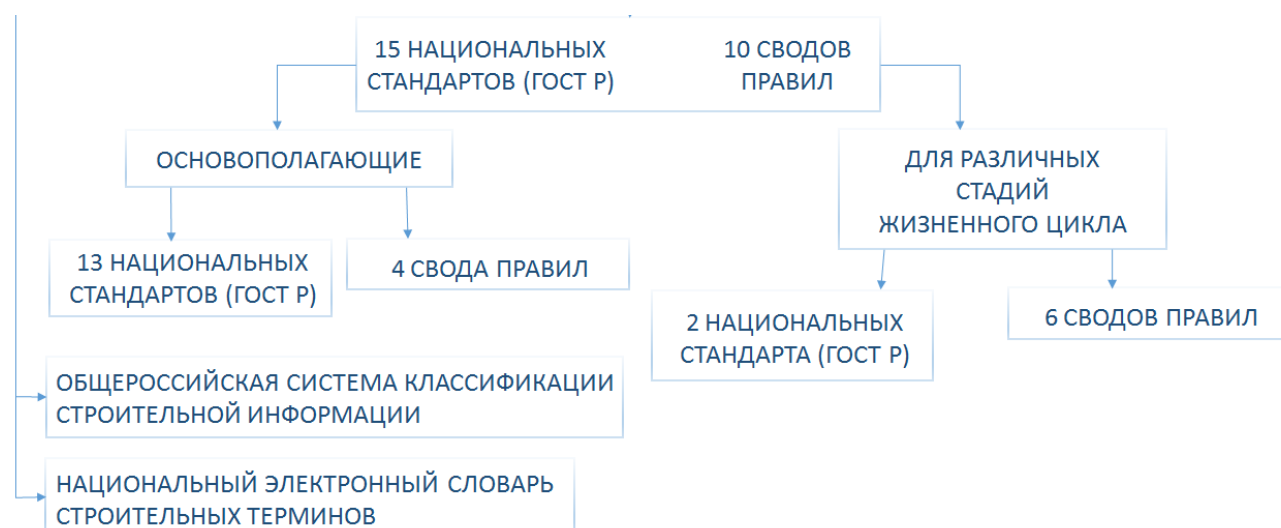 15 НАЦИОНАЛЬНЫХ
СТАНДАРТОВ (ГОСТ Р)
10 СВОДОВ
ПРАВИЛ
ОСНОВОПОЛАГАЮЩИЕ
ДЛЯ РАЗЛИЧНЫХ
СТАДИЙ
ЖИЗНЕННОГО ЦИКЛА
13 НАЦИОНАЛЬНЫХ
СТАНДАРТОВ (ГОСТ Р)
4 СВОДА ПРАВИЛ
2 НАЦИОНАЛЬНЫХ
СТАНДАРТА (ГОСТ Р)
6 СВОДОВ ПРАВИЛ
ОБЩЕРОССИЙСКАЯ СИСТЕМА КЛАССИФИКАЦИИ
СТРОИТЕЛЬНОЙ ИНФОРМАЦИИ
НАЦИОНАЛЬНЫЙ ЭЛЕКТРОННЫЙ СЛОВАРЬ
СТРОИТЕЛЬНЫХ ТЕРМИНОВ